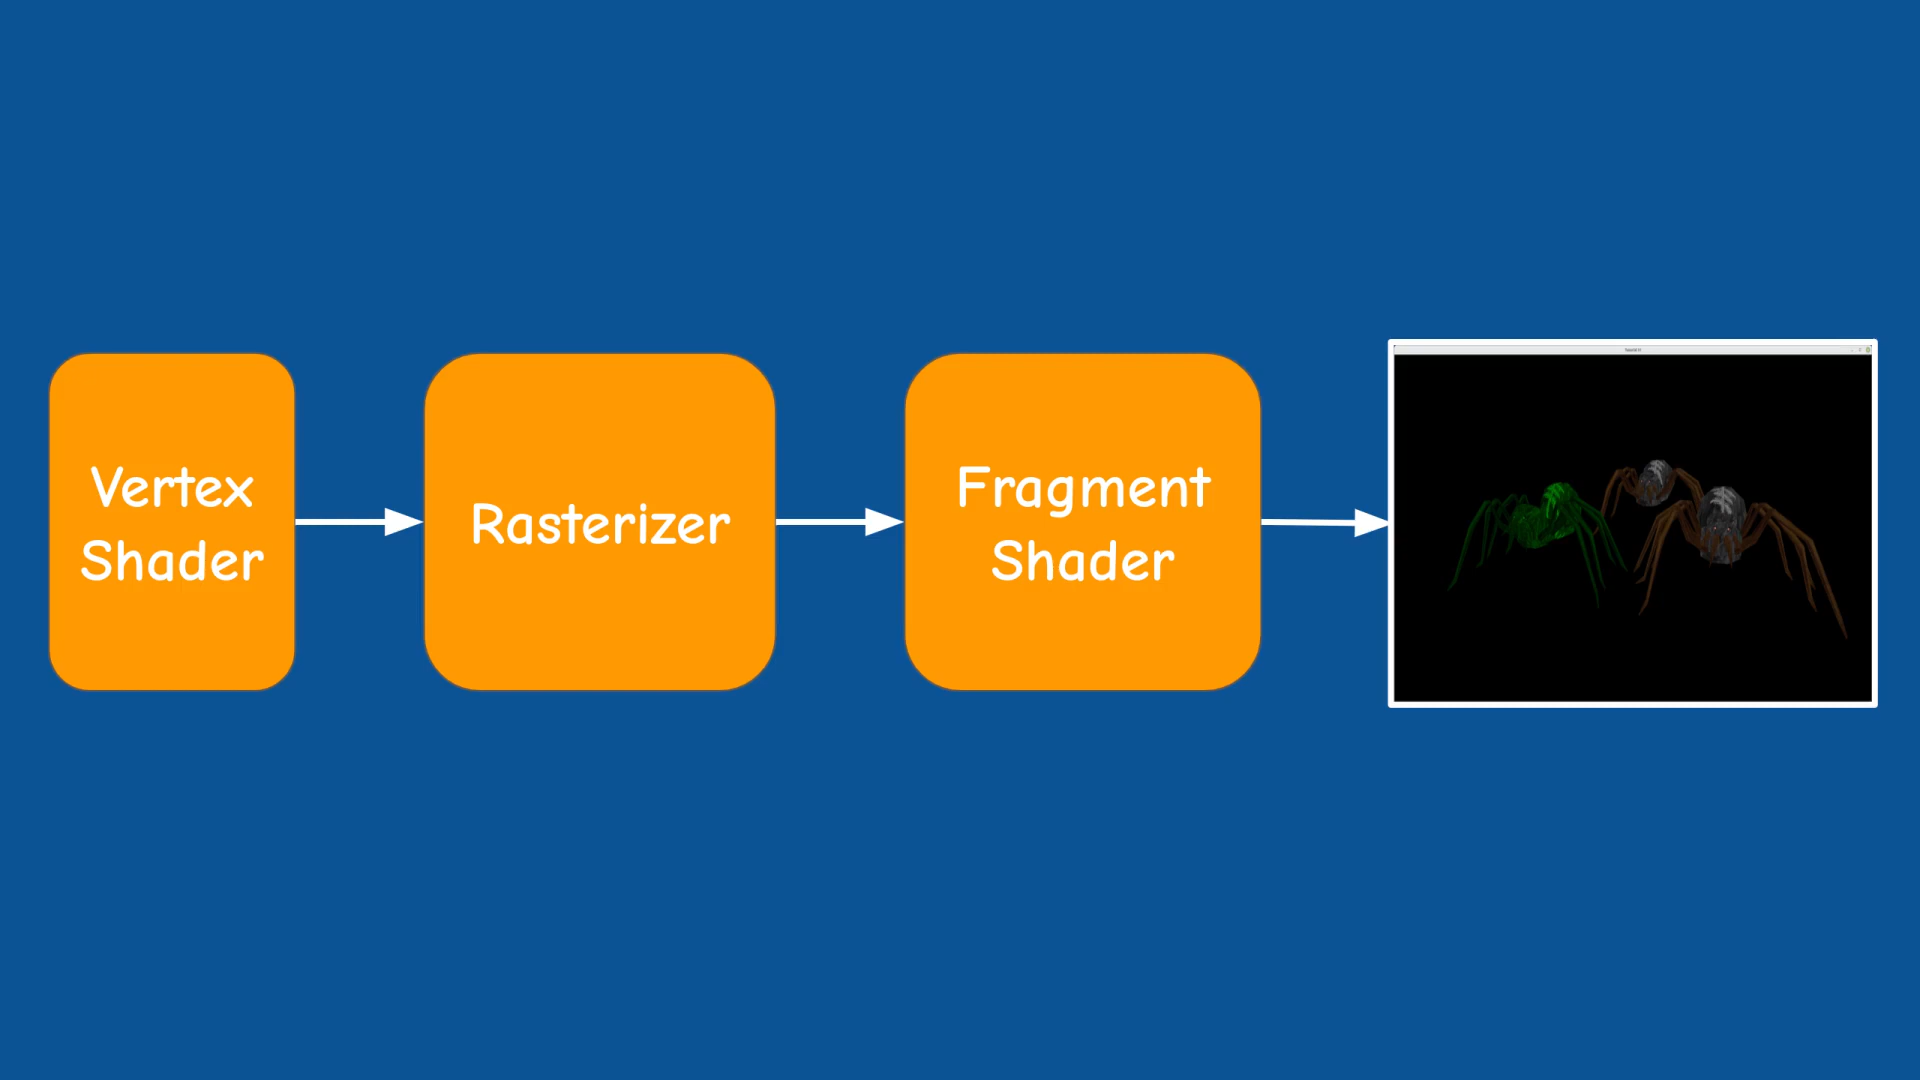 Vertex
Shader
Rasterizer
Fragment
Shader